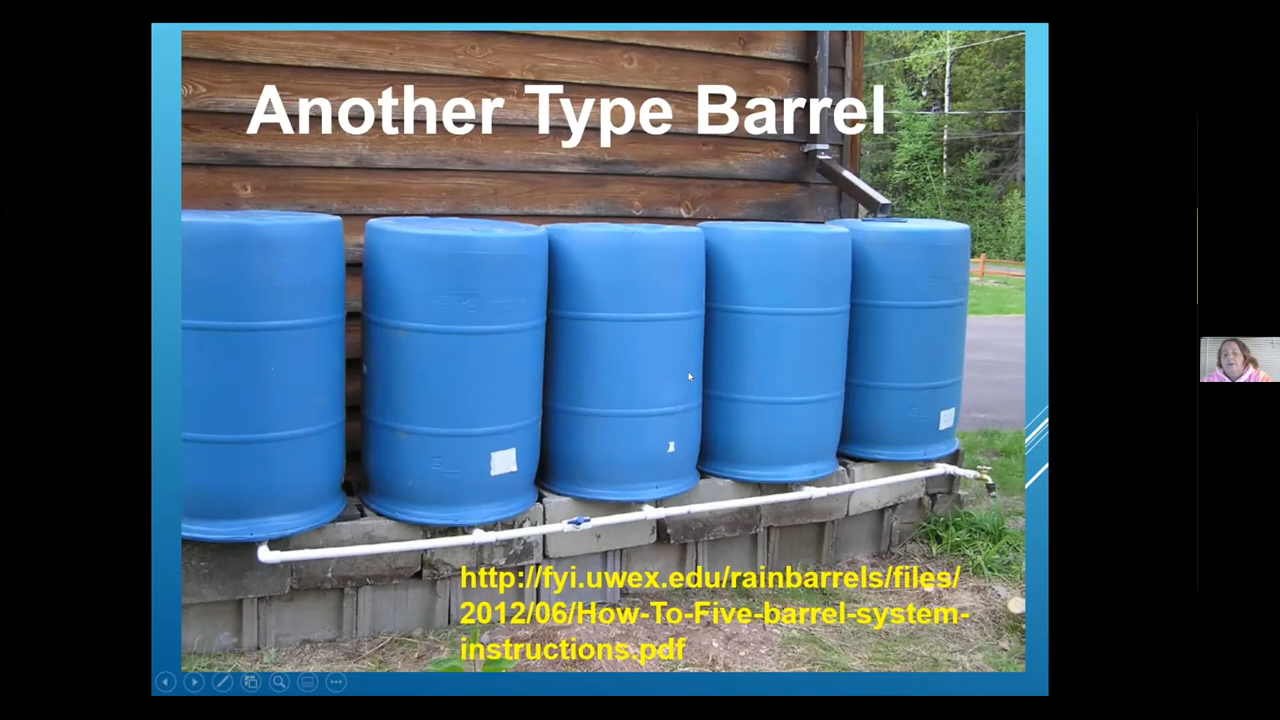 Another Type Barrel
http://fyi.uwex.edu/rainbarrels/files/
2012/06/How-To-Five-barrel-system-
instructions.pdf